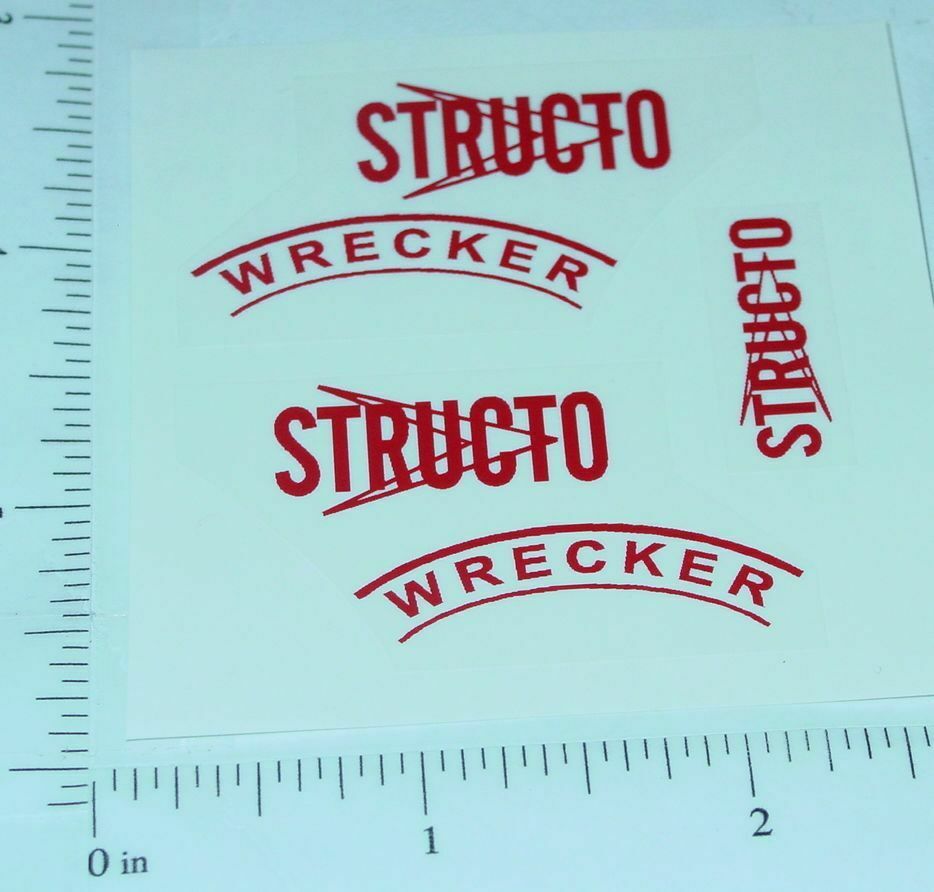 STRUCTO
WRECKER
STRUCTO
STRUCTO
WRECKER
0 in
1
2